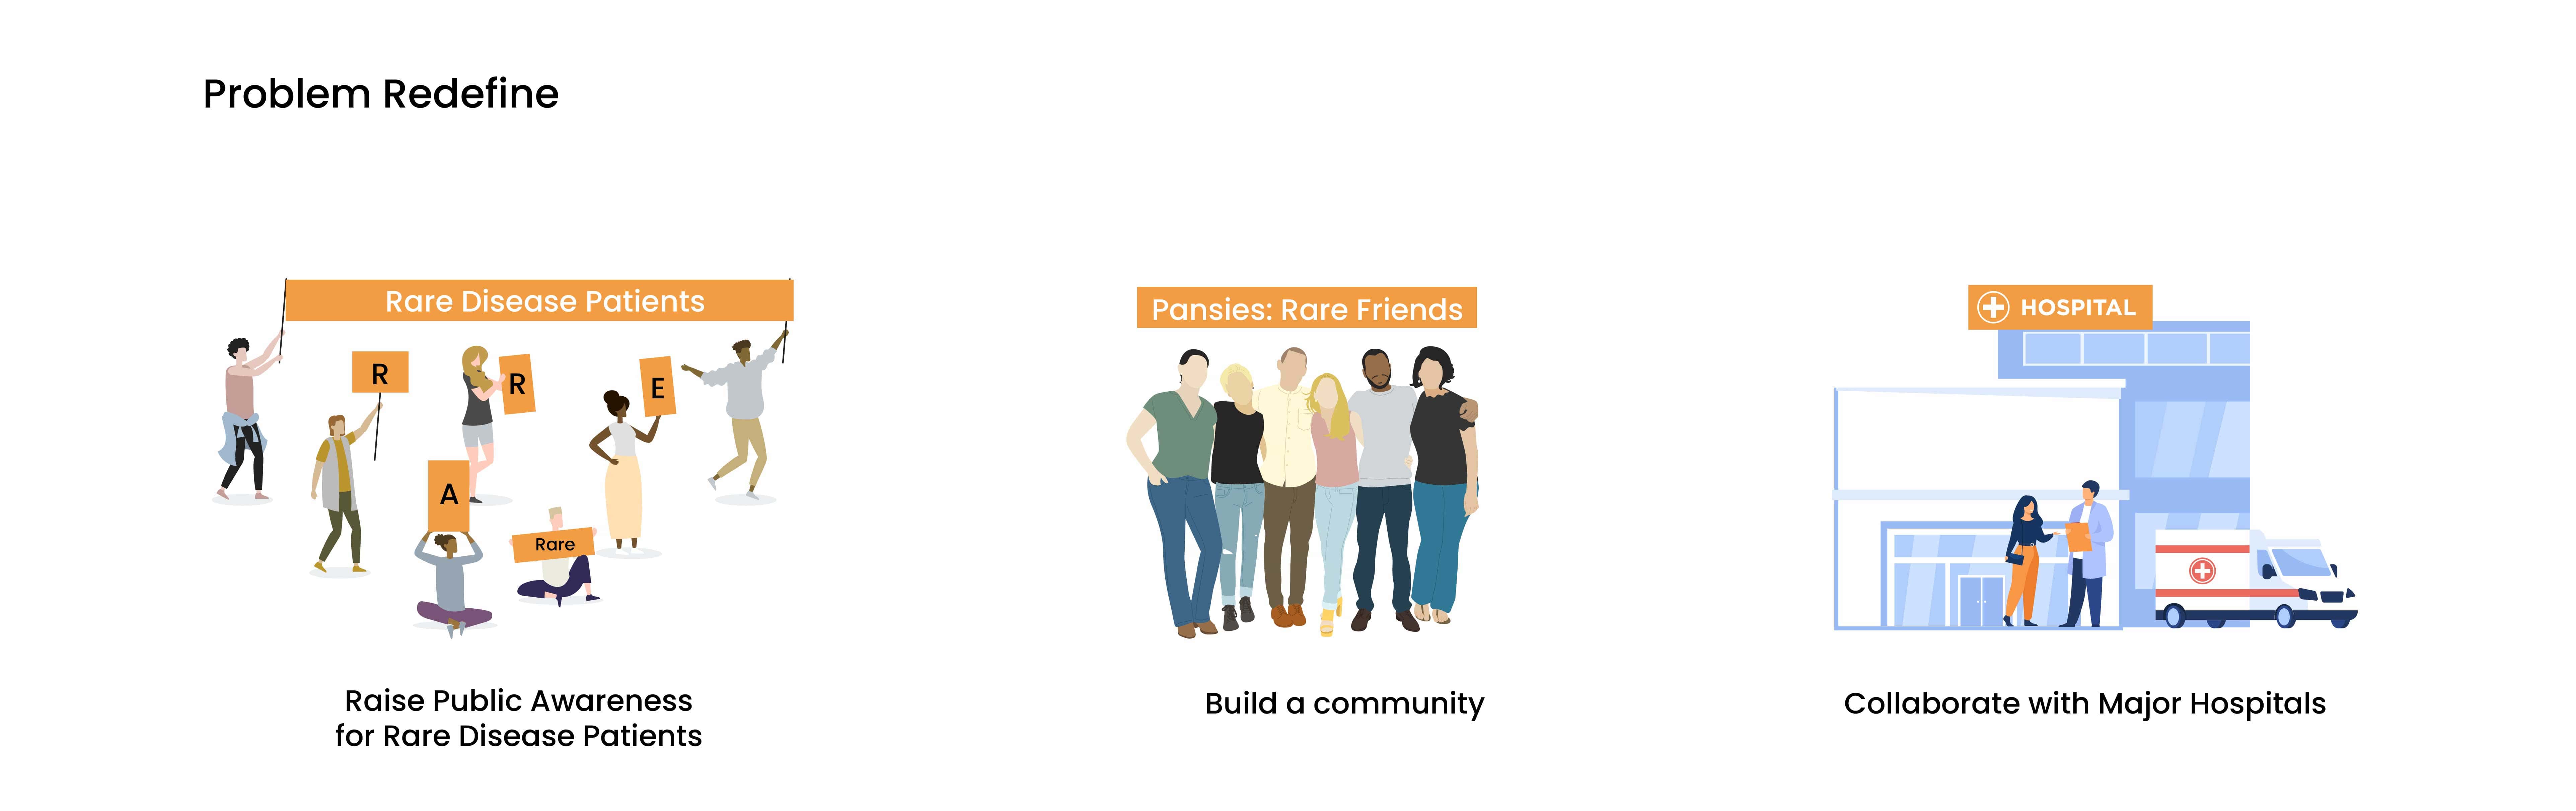 Problem Redefine
Rare Disease Patients
R
A
R
E
Rare
Raise Public Awareness
for Rare Disease Patients
Pansies: Rare Friends
Build a community
HOSPITAL
Collaborate with Major Hospitals